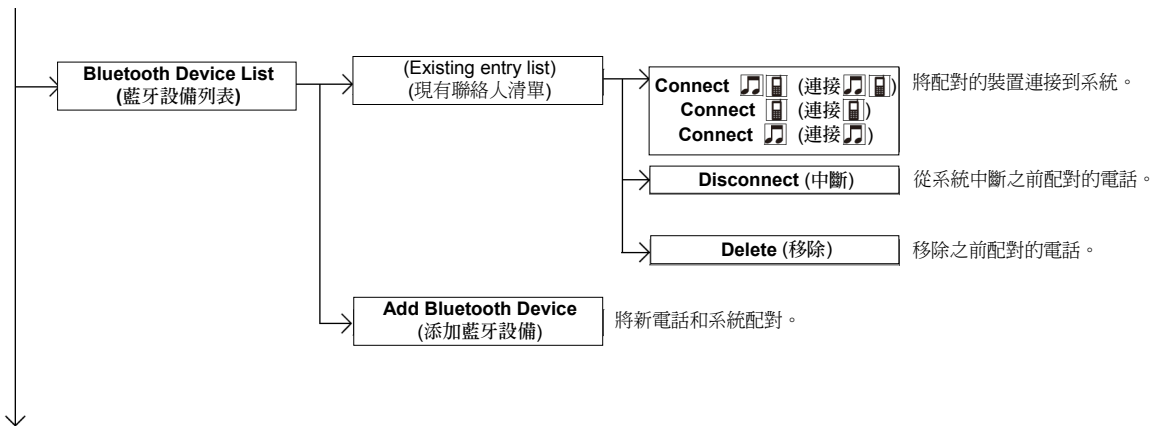 Bluetooth Device List
(藍牙設備列表)
(Existing entry list)
(現有聯絡人清單)
Connect (連接)
Connect (連接)
Connect (連接)
將配對的裝置連接到系統。
Disconnect (中斷)
從系統中斷之前配對的電話。
Delete (移除)
移除之前配對的電話。
Add Bluetooth Device
(添加藍牙設備)
將新電話和系統配對。